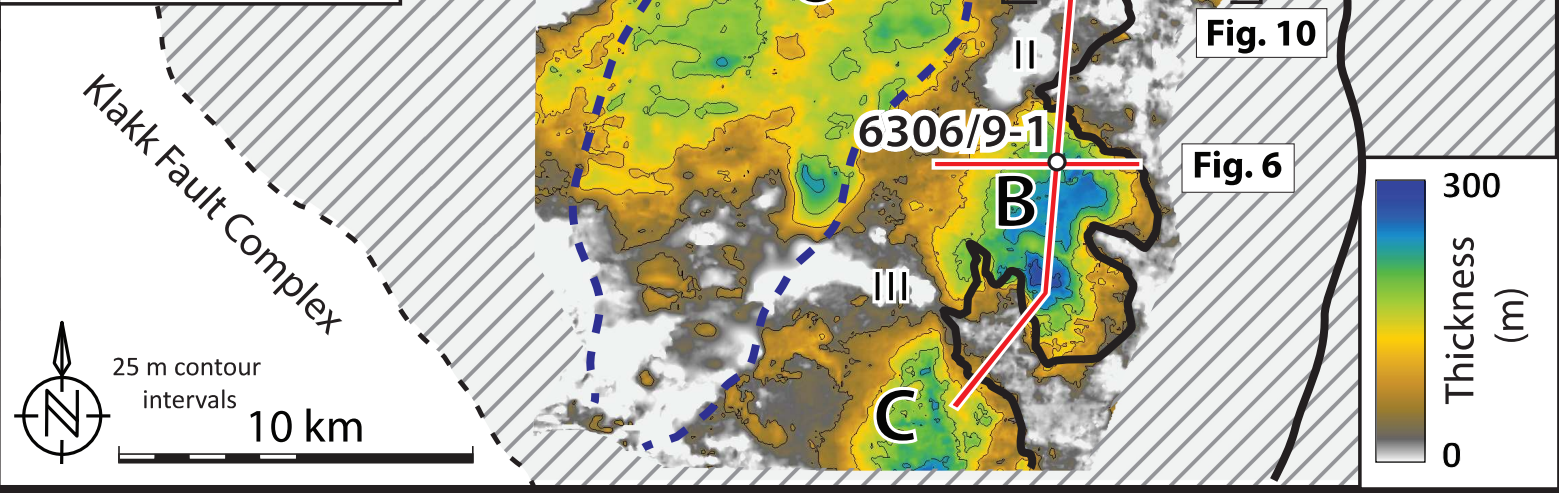 Fig. 10
II
6306/9-1
Fig. 6
B
Klakk Fault Complex
III
C
N
25 m contour
intervals
10 km
300
Thickness
(m)
0